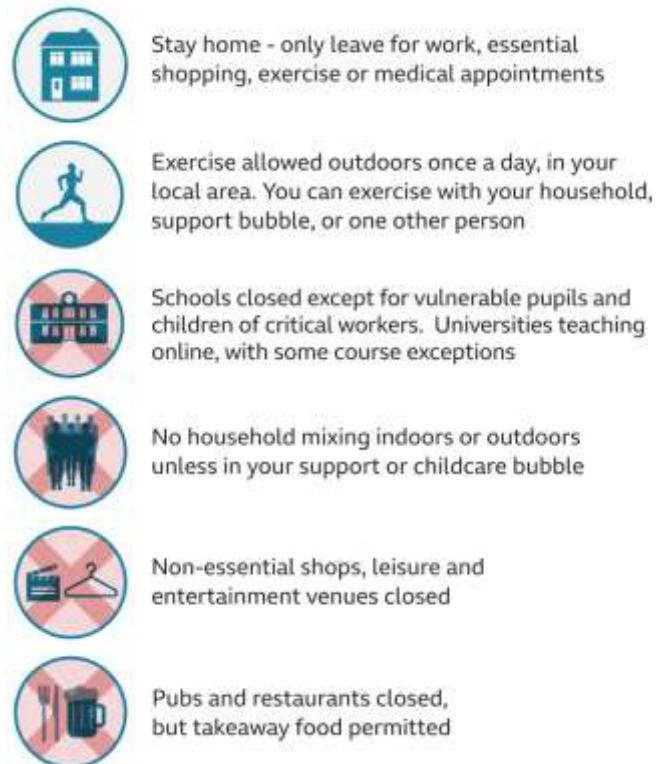 Stay home - only leave for work, essential
shopping, exercise or medical appointments
Exercise allowed outdoors once a day, in your
local area. You can exercise with your household,
support bubble, or one other person
Schools closed except for vulnerable pupils and
children of critical workers. Universities teaching
online, with some course exceptions
No household mixing indoors or outdoors
unless in your support or childcare bubble
Non-essential shops, leisure and
entertainment venues closed
Pubs and restaurants closed,
but takeaway food permitted